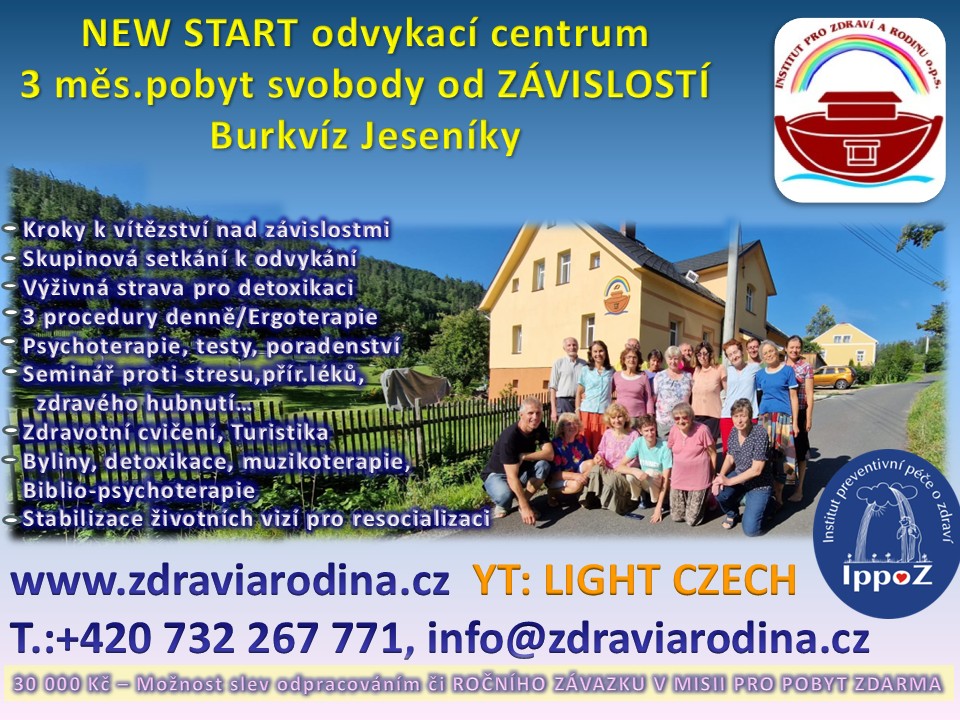 NEW START odvykací centrum
3 měs.pobyt svobody od ZÁVISLOSTÍ
Burkvíz Jeseníky
INSTITUT PRO ZDRAVÍ A RODINU o.p.s.
Kroky k vítězství nad závislostmi
Skupinová setkání k odvykání
Výživná strava pro detoxikaci
3 procedury denně/Ergoterapie
Psychoterapie, testy, poradenství
Seminář proti stresu,přír.léků,
zdravého hubnutí...
Zdravotní cvičení, Turistika
Byliny, detoxikace, muzikoterapie,
Biblio-psychoterapie
Stabilizace životních vizí pro resocializaci
Institut preventivní péče o zdraví
IppoZ
www.zdraviarodina.cz YT: LIGHT CZECH
T.:+420 732 267 771, info@zdraviarodina.cz
30 000 Kč – Možnost slev odpracováním či ROČNÍHO ZÁVAZKU V MISII PRO POBYT ZDARMA